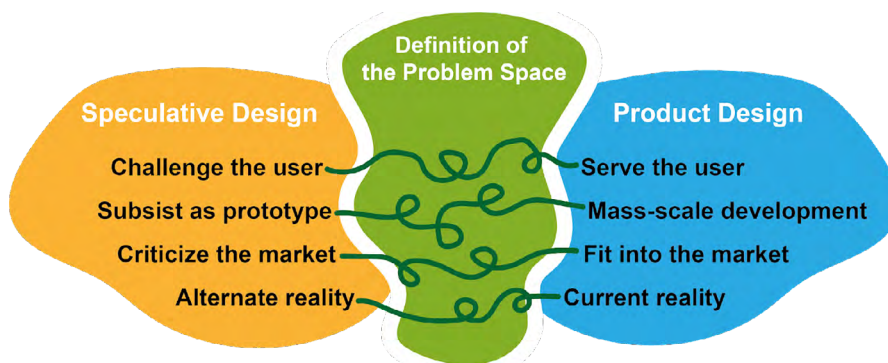 Definition of
the Problem Space
Speculative Design
Product Design
Challenge the user
Serve the user
Subsist as prototype
Mass-scale development
Criticize the market
Fit into the market
Alternate reality
Current reality